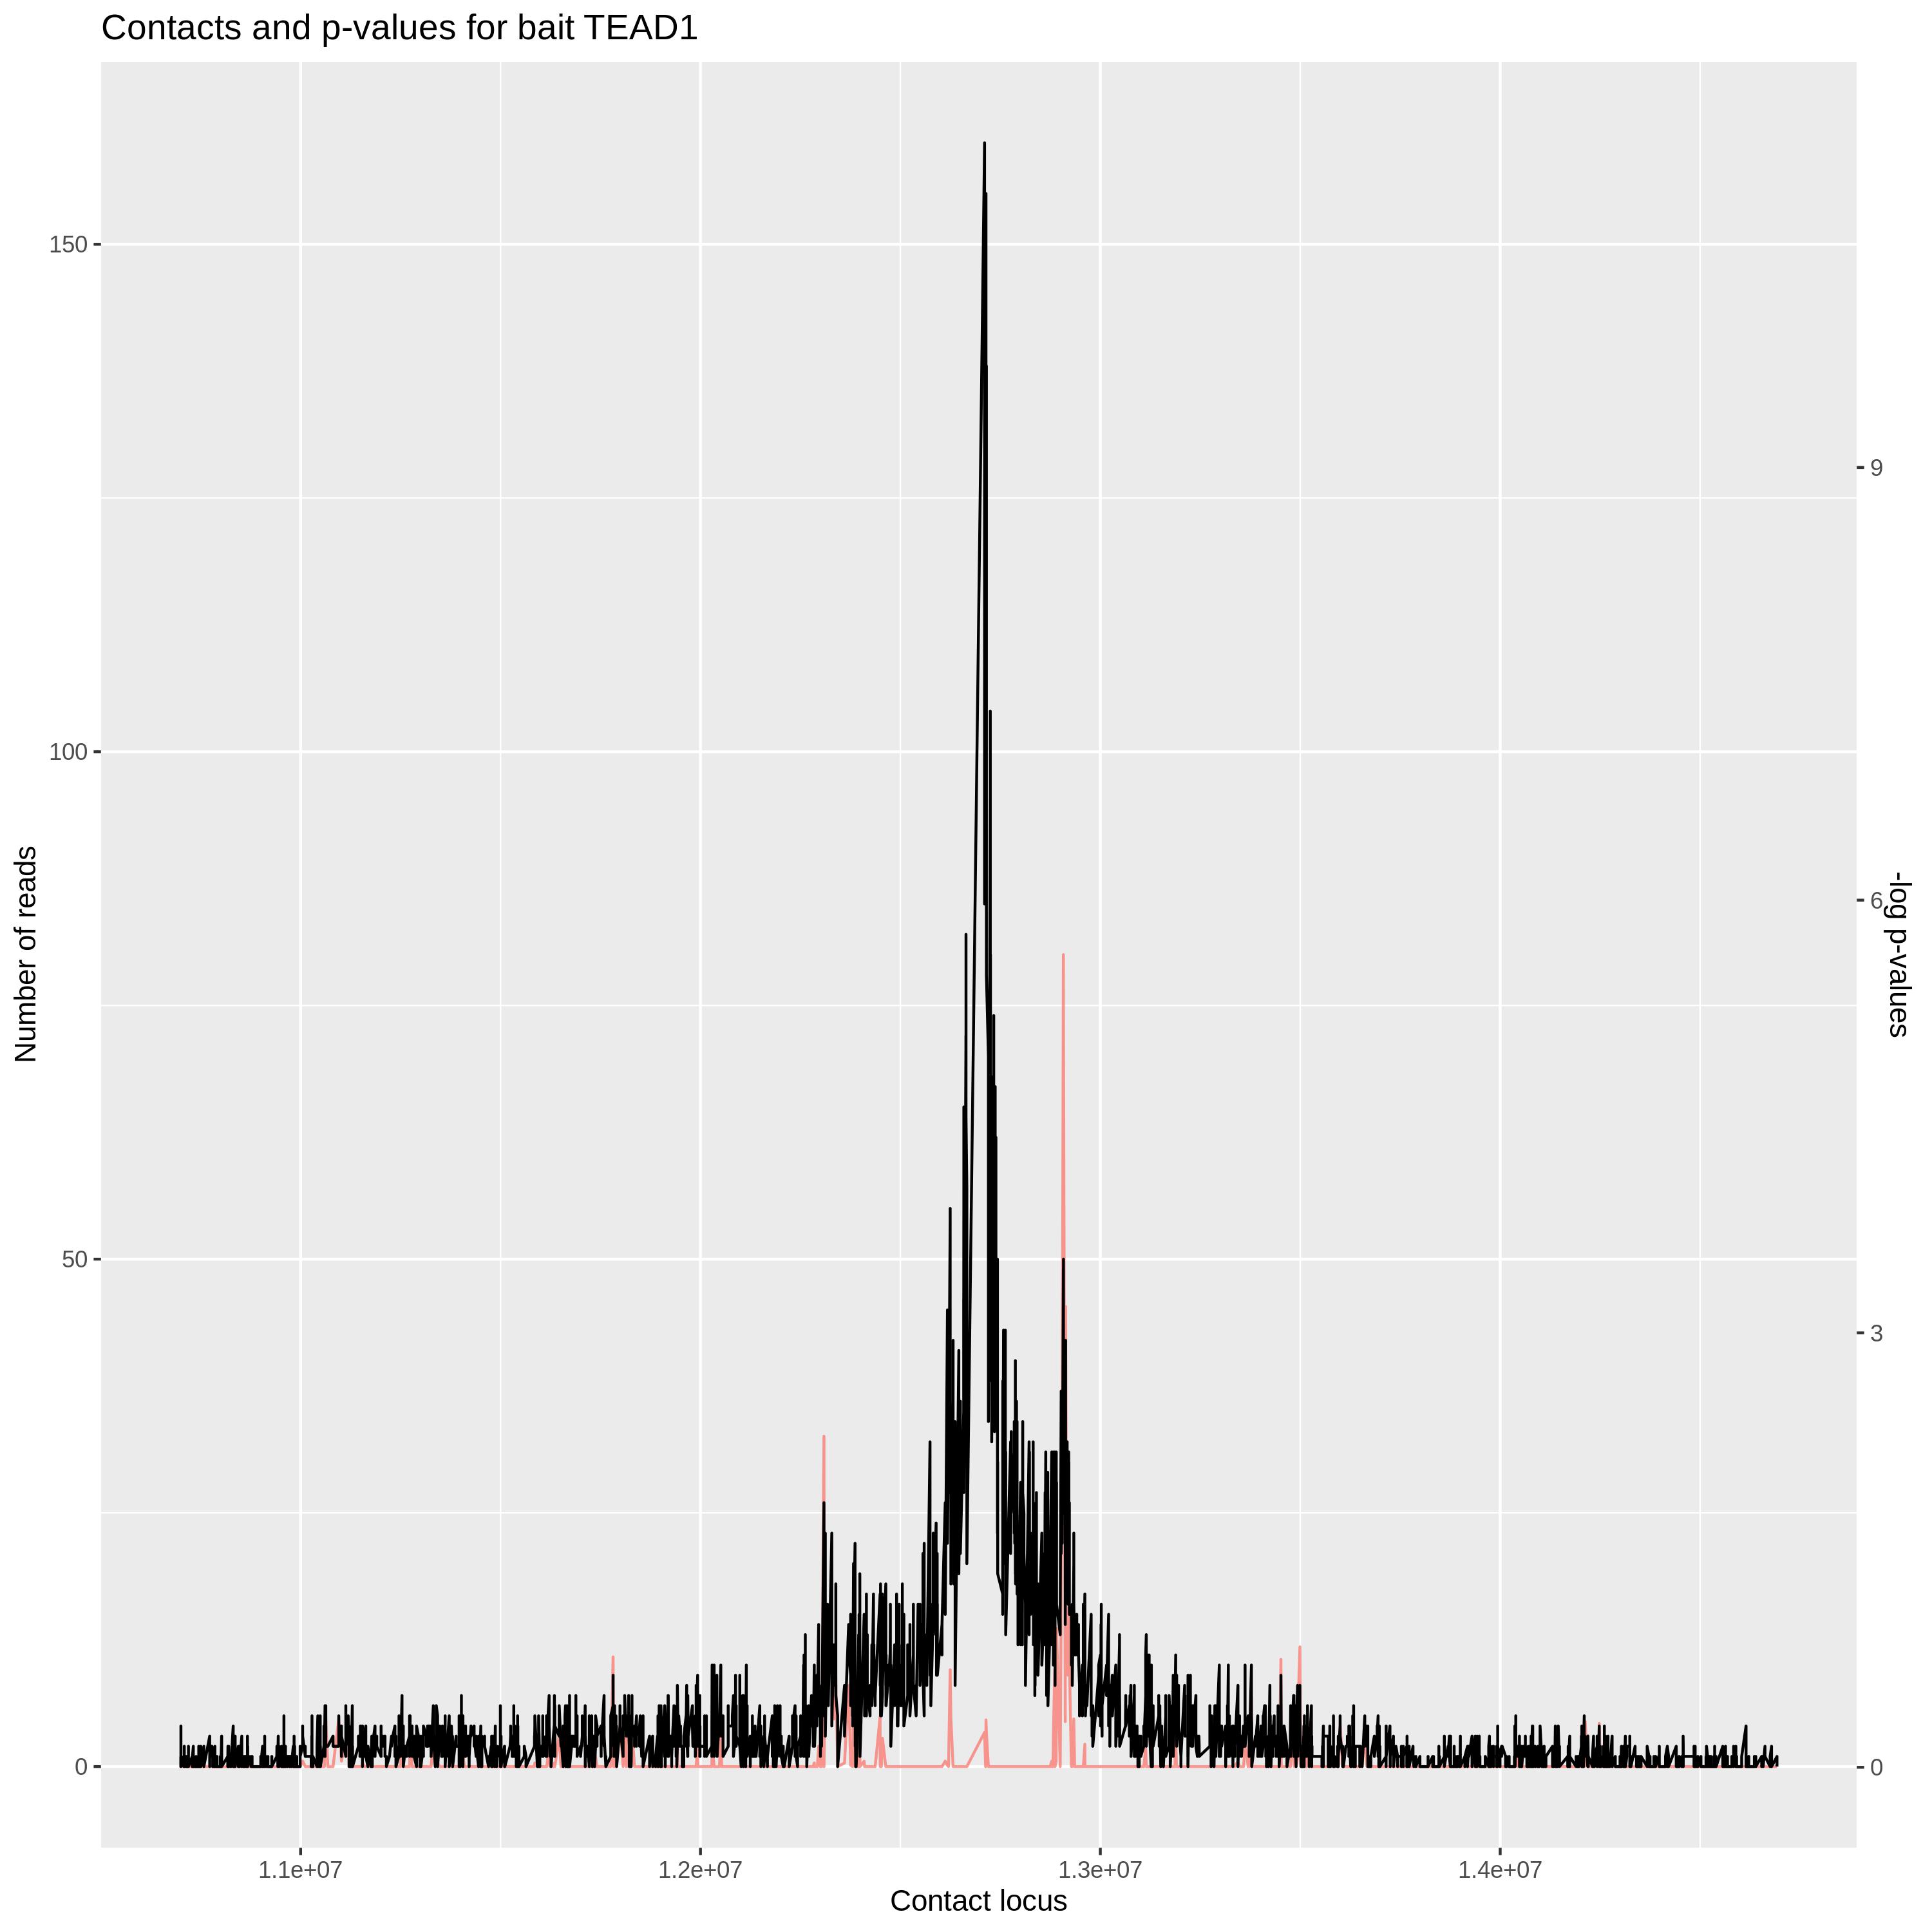 Contacts and p-values for bait TEAD1
150
100
50
0
Number of reads
9
6
3
0
-log p-values
1.1e+07
1.2e+07
1.3e+07
1.4e+07
Contact locus